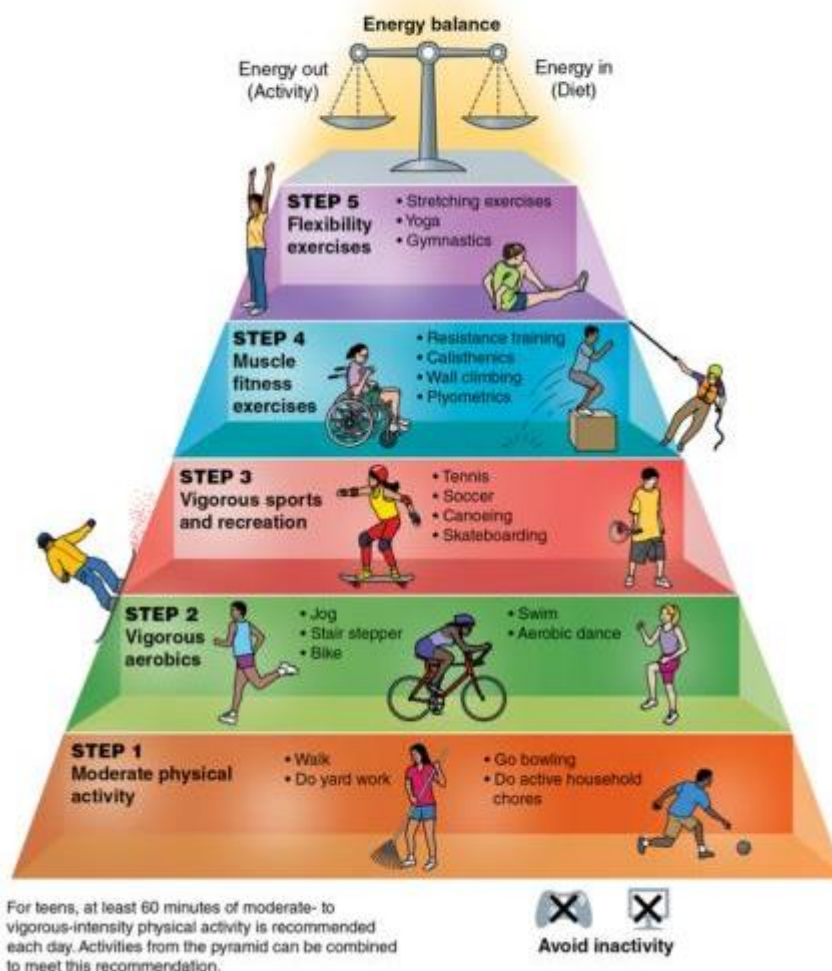 Energy balance
Energy out
(Activity)
Energy in
(Diet)
STEP 5
Flexibility
exercises
• Stretching exercises
• Yoga
• Gymnastics
STEP 4
Muscle
fitness
exercises
• Resistance training
• Calisthenics
• Wall climbing
• Plyometrics
STEP 3
Vigorous sports
and recreation
• Tennis
• Soccer
• Canoeing
• Skateboarding
STEP 2
Vigorous
aerobics
• Jog
• Stair stepper
• Bike
• Swim
• Aerobic dance
STEP 1
Moderate physical
activity
• Walk
• Do yard work
• Go bowling
• Do active household
chores
For teens, at least 60 minutes of moderate- to
vigorous-intensity physical activity is recommended
each day. Activities from the pyramid can be combined
to meet this recommendation.
Avoid inactivity